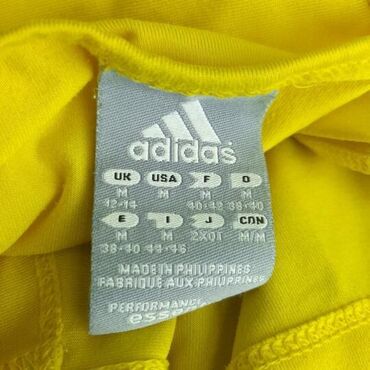 adidas
UK USA F D
M M M M
12-14 40-42 38-40
E I J CDN
M M 2XOT M/M
38-40 44-46
MADE IN PHILIPPINES
FABRIQUE AUX PHILIPPINES
PERFORMANCE